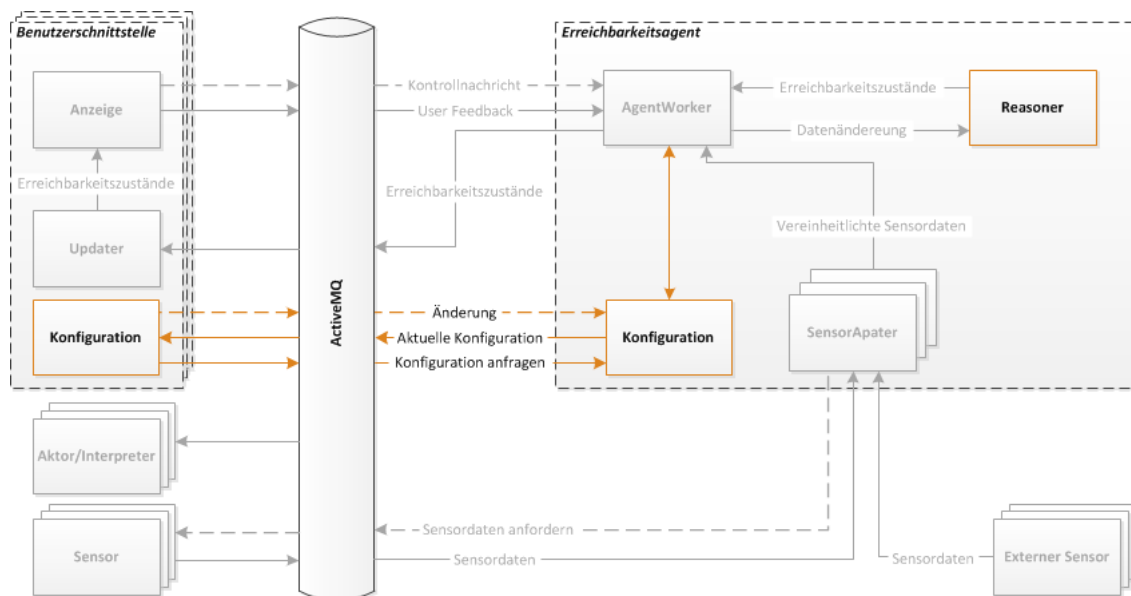 Benutzerschnittstelle
Erreichbarkeitsagent
Anzeige
Kontrollnachricht
User Feedback
AgentWorker
Erreichbarkeitszustände
Datenändereung
Reasoner
Erreichbarkeitszustände
Erreichbarkeitszustände
Updater
Vereinheitlichte Sensordaten
ActiveMQ
Konfiguration
Änderung
Aktuelle Konfiguration
Konfiguration anfragen
Konfiguration
SensorApater
Aktor/Interpreter
Sensordaten anfordern
Sensor
Sensordaten
Sensordaten
Externer Sensor